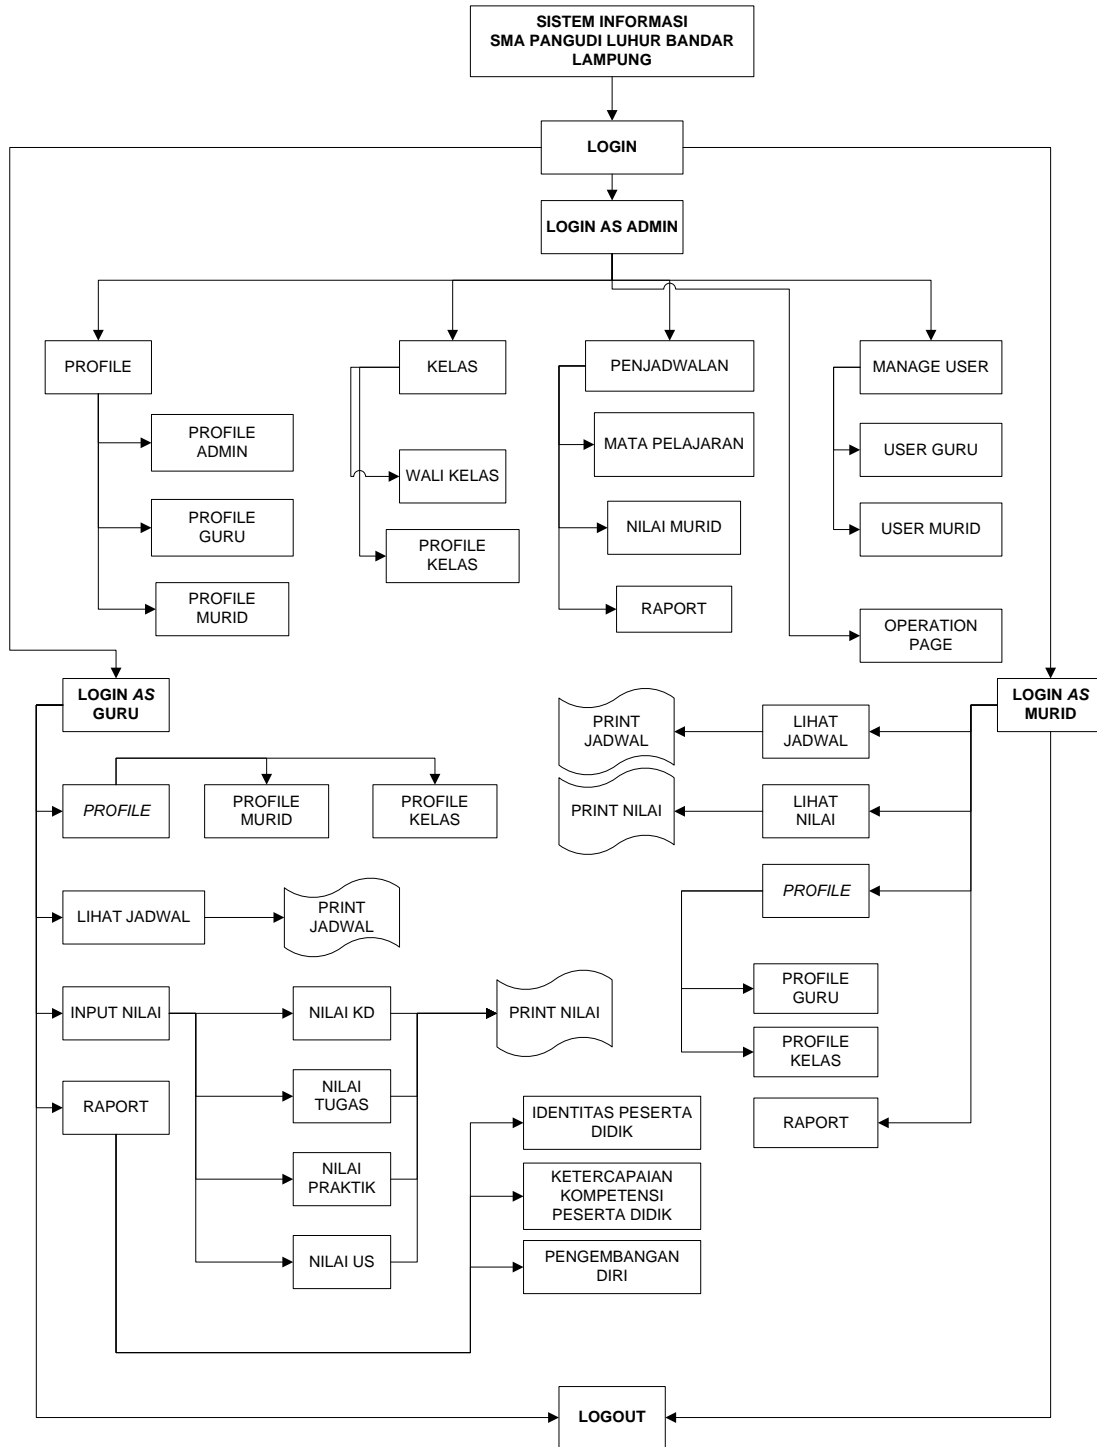 SISTEM INFORMASI
SMA PANGUDI LUHUR BANDAR
LAMPUNG
LOGIN
LOGIN AS ADMIN
PROFILE
KELAS
PENJADWALAN
MANAGE USER
PROFILE
ADMIN
PROFILE
GURU
PROFILE
MURID
WALI KELAS
PROFILE
KELAS
MATA PELAJARAN
NILAI MURID
RAPORT
USER GURU
USER MURID
OPERATION
PAGE
LOGIN AS
GURU
PROFILE
PROFILE
MURID
PROFILE
KELAS
LIHAT JADWAL
PRINT
JADWAL
INPUT NILAI
NILAI KD
PRINT NILAI
NILAI
TUGAS
NILAI
PRAKTIK
NILAI US
RAPORT
IDENTITAS PESERTA
DIDIK
KETERCAPAIAN
KOMPETENSI
PESERTA DIDIK
PENGEMBANGAN
DIRI
LOGIN AS
MURID
LIHAT
JADWAL
PRINT
JADWAL
LIHAT
NILAI
PRINT NILAI
PROFILE
PROFILE
GURU
PROFILE
KELAS
RAPORT
LOGOUT